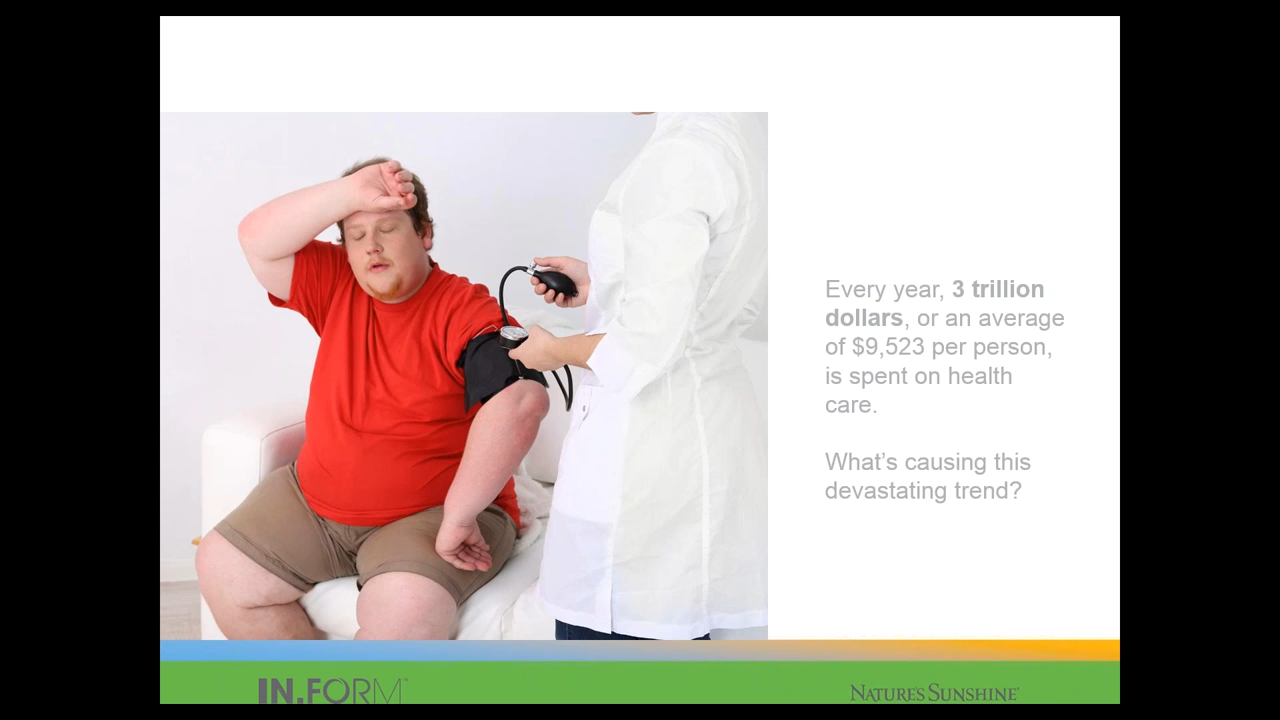 Every year, 3 trillion
dollars, or an average
of $9,523 per person,
is spent on health
care.
What’s causing this
devastating trend?
IN.FORM
NATURE'S SUNSHINE